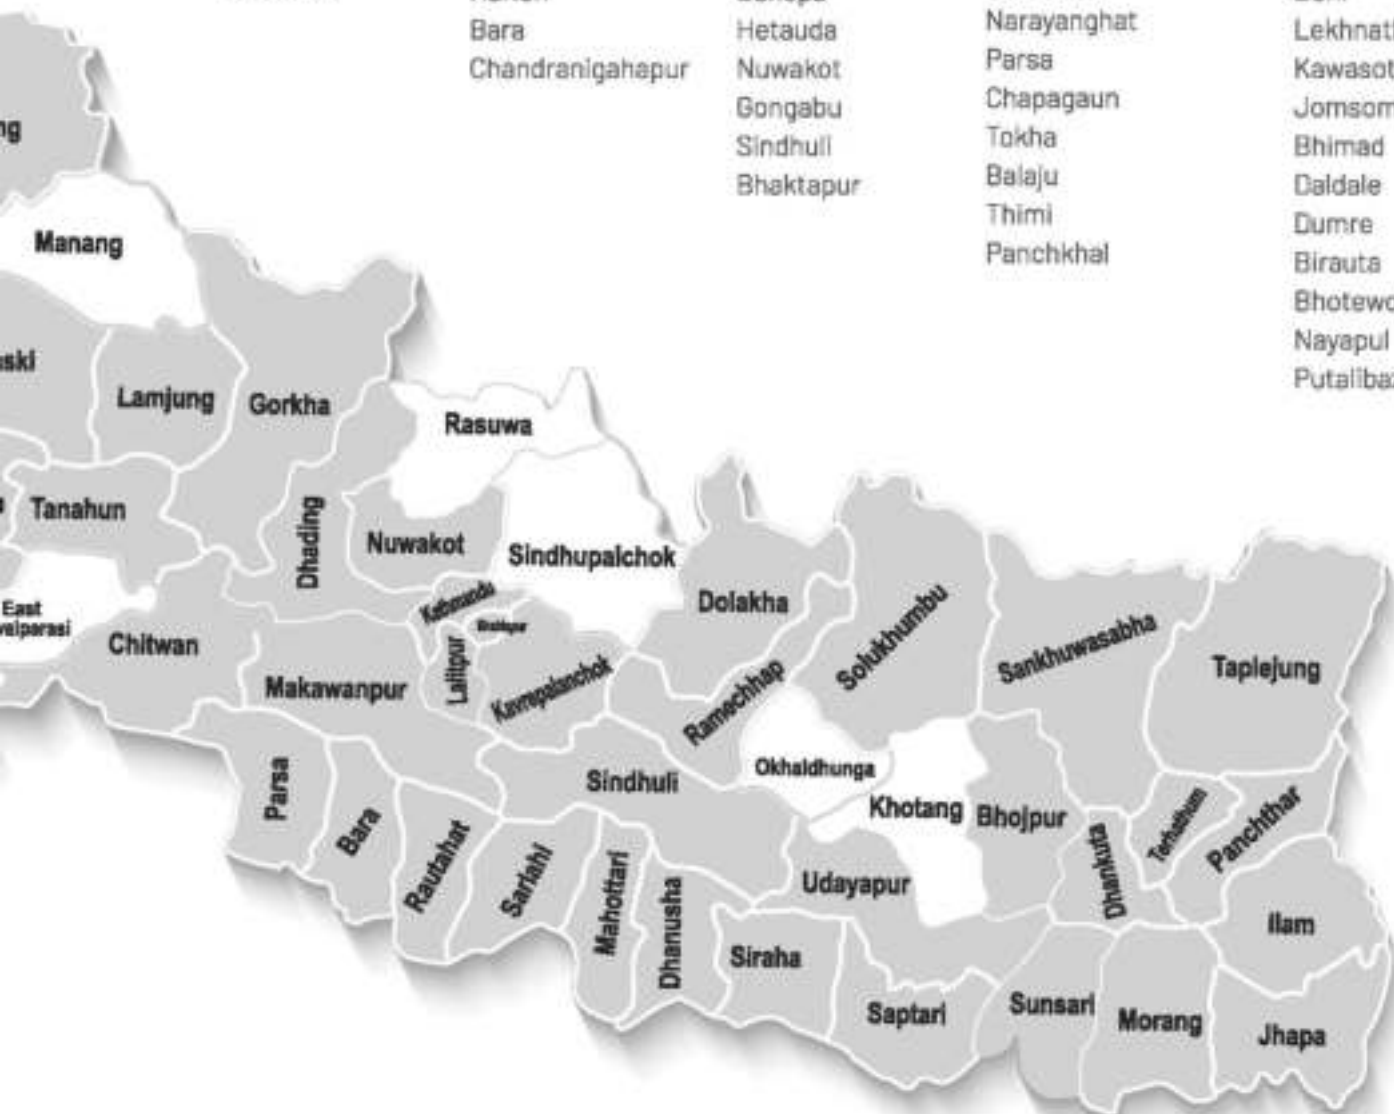 Bara
Chandranigahapur
Hetauda
Nuwakot
Gongabu
Sindhuli
Bhaktapur
Narayanghat
Parsa
Chapagaun
Tokha
Balaju
Thimi
Panchkhal
Bhimad
Daldale
Dumre
Birauta
Nayapul
Manang
Lamjung
Gorkha
Rasuwa
Tanahun
Dhading
Nuwakot
Sindhupalchok
Dolakha
Solukhumbu
Sankhuwasabha
Taplejung
East
Chitwan
Kathmandu
Lalitpur
Kavrepalanchok
Makawanpur
Ramechhap
Okhaldhunga
Khotang
Bhojpur
Sindhuli
Parsa
Bara
Rautahat
Sarlahi
Mahottari
Dhanusha
Udayapur
Dhankuta
Terhathum
Panchthar
Ilam
Siraha
Saptari
Sunsari
Morang
Jhapa